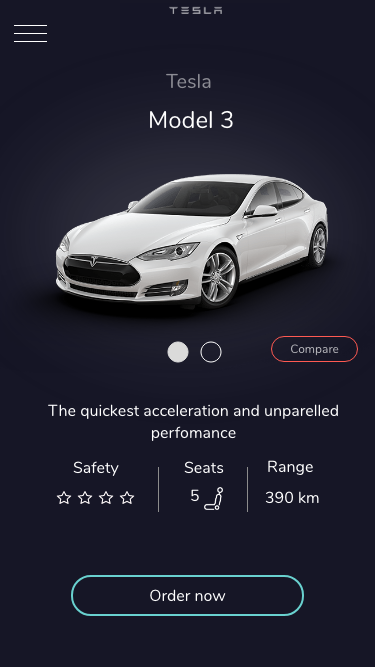 TESLA
Tesla
Model 3
Compare
The quickest acceleration and unparelled
perfomance
Safety
Seats
Range
5
390 km
Order now